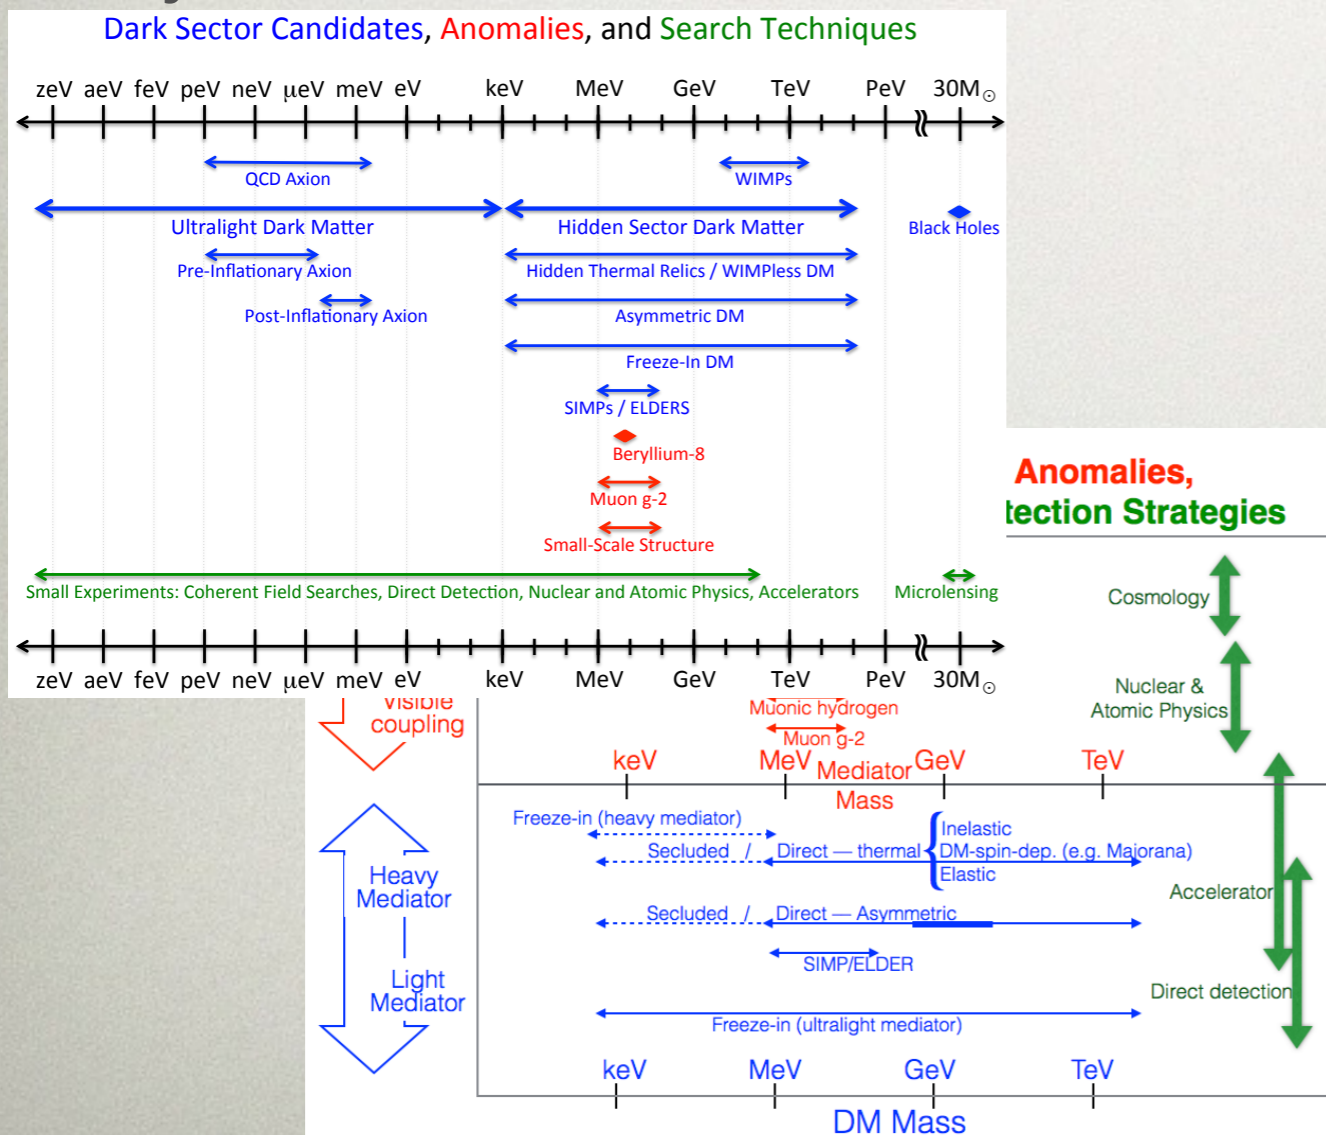 Dark Sector Candidates, Anomalies, and Search Techniques
zeV aeV feV peV neV μeV meV eV keV MeV GeV TeV PeV 30M☉
QCD Axion
WIMPs
Ultralight Dark Matter
Hidden Sector Dark Matter
Black Holes
Pre-Inflationary Axion
Hidden Thermal Relics / WIMPless DM
Post-Inflationary Axion
Asymmetric DM
Freeze-In DM
SIMPs / ELDERS
Beryllium-8
Muon g-2
Small-Scale Structure
Small Experiments: Coherent Field Searches, Direct Detection, Nuclear and Atomic Physics, Accelerators
Microlensing
zeV aeV feV peV neV μeV meV eV keV MeV GeV TeV PeV 30M☉
Anomalies,
tection Strategies
Cosmology
Nuclear &
Atomic Physics
Visible
coupling
Muonic hydrogen
Muon g-2
keV MeV GeV TeV
Mediator
Mass
Freeze-in (heavy mediator)
Secluded / Direct — thermal
Inelastic
DM-spin-dep. (e.g. Majorana)
Elastic
Heavy
Mediator
Accelerator
Secluded / Direct — Asymmetric
SIMP/ELDER
Light
Mediator
Direct detection
Freeze-in (ultralight mediator)
keV MeV GeV TeV
DM Mass